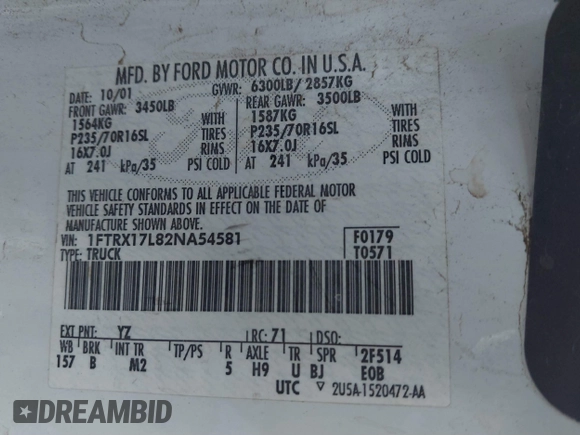 MFD. BY FORD MOTOR CO. IN U.S.A.
DATE: 10/01 GVWR: 6300LB/ 2857KG
FRONT GAWR: 3450LB REAR GAWR: 3500LB
1564KG WITH 1587KG WITH
P235/70R16SL TIRES P235/70R16SL TIRES
16X7.0J RIMS 16X7.0J RIMS
AT 241 kPa/35 PSI COLD AT 241 kPa/35 PSI COLD
THIS VEHICLE CONFORMS TO ALL APPLICABLE FEDERAL MOTOR
VEHICLE SAFETY STANDARDS IN EFFECT ON THE DATE OF
MANUFACTURE SHOWN ABOVE.
VIN: 1FTRX17L82NA54581 F0179
TYPE: TRUCK T0571
EXT PNT: YZ RC: 71 DSO:
WB BRK INT TR TP/PS R AXLE TR SPR 2F514
157 B M2 5 H9 U BJ EOB
UTC ▽ 2U5A-1520472-AA
2DREAMBID 2DREAMBID